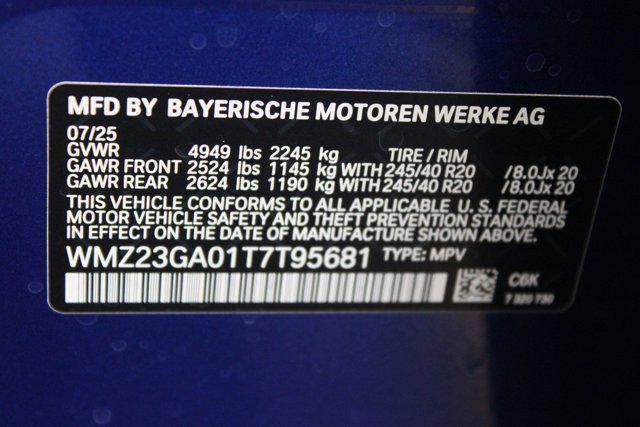 MFD BY BAYERISCHE MOTOREN WERKE AG
07/25
GVWR 4949 lbs 2245 kg TIRE / RIM
GAWR FRONT 2524 lbs 1145 kg WITH 245/40 R20 /8.0Jx 20
GAWR REAR 2624 lbs 1190 kg WITH 245/40 R20 /8.0Jx 20
THIS VEHICLE CONFORMS TO ALL APPLICABLE U. S. FEDERAL
MOTOR VEHICLE SAFETY AND THEFT PREVENTION STANDARDS
IN EFFECT ON THE DATE OF MANUFACTURE SHOWN ABOVE.
WMZ23GA01T7T95681 TYPE: MPV
C6K
7 320 730